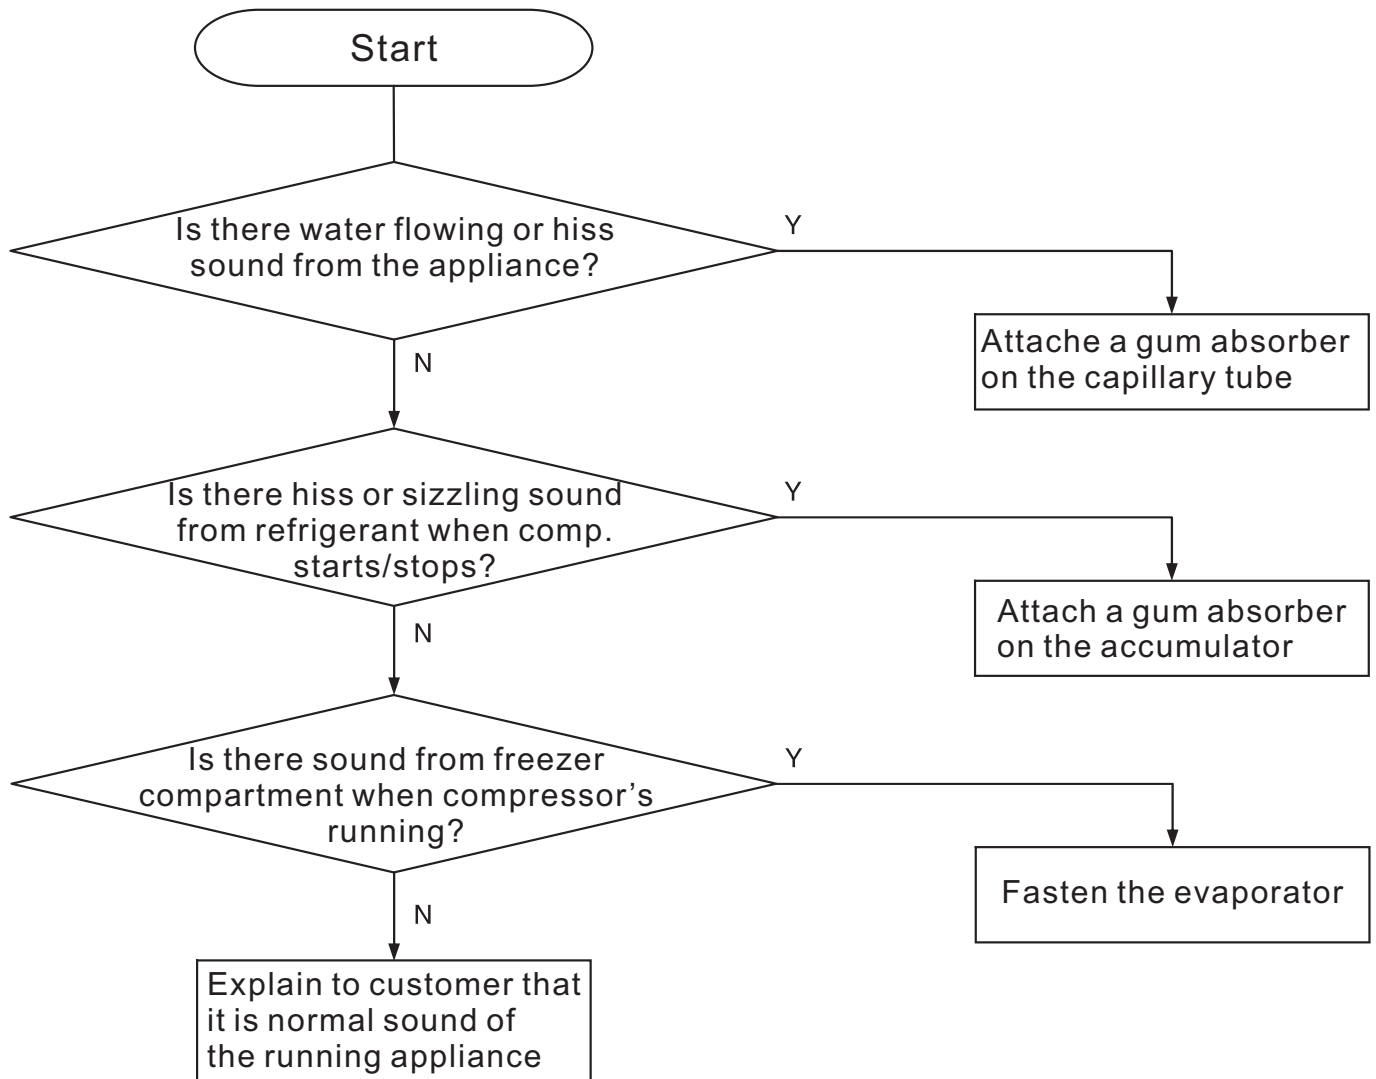 Start
Is there water flowing or hiss
sound from the appliance?
Y
Attache a gum absorber
on the capillary tube
N
Is there hiss or sizzling sound
from refrigerant when comp.
starts/stops?
Y
Attach a gum absorber
on the accumulator
N
Is there sound from freezer
compartment when compressor’s
running?
Y
Fasten the evaporator
N
Explain to customer that
it is normal sound of
the running appliance